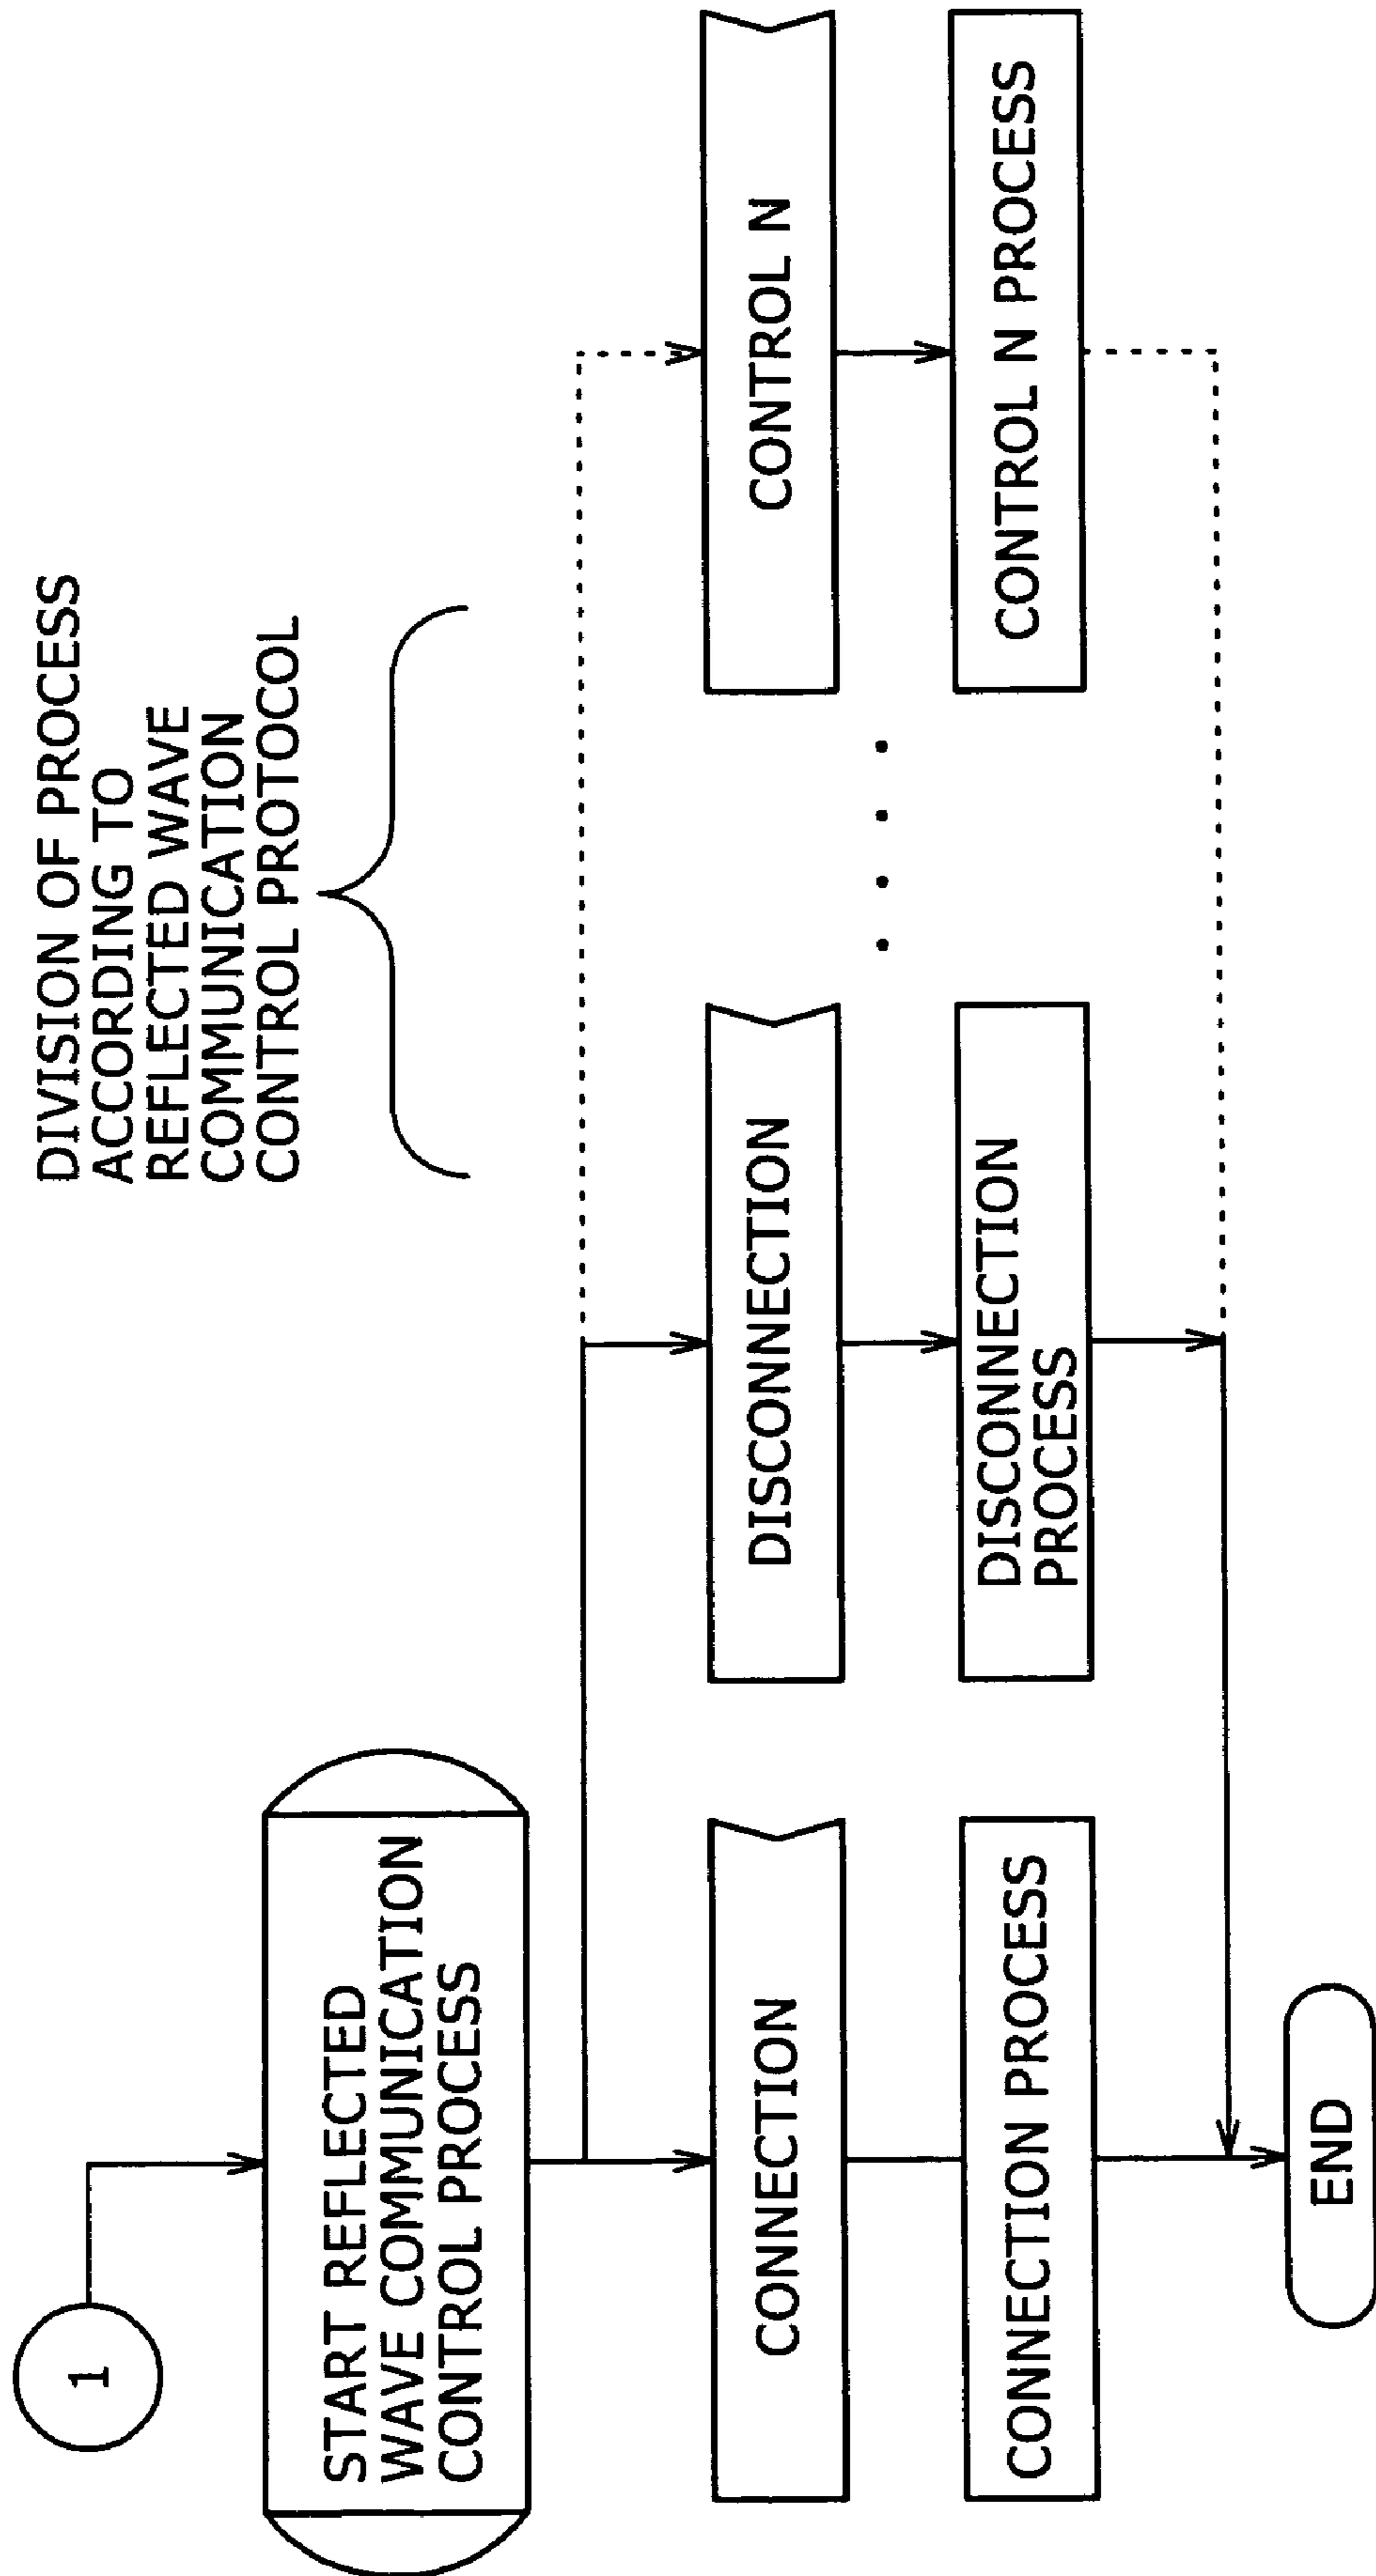 1
START REFLECTED
WAVE COMMUNICATION
CONTROL PROCESS
DIVISION OF PROCESS
ACCORDING TO
REFLECTED WAVE
COMMUNICATION
CONTROL PROTOCOL
CONNECTION
DISCONNECTION
CONTROL N
CONNECTION PROCESS
DISCONNECTION
PROCESS
CONTROL N PROCESS
END